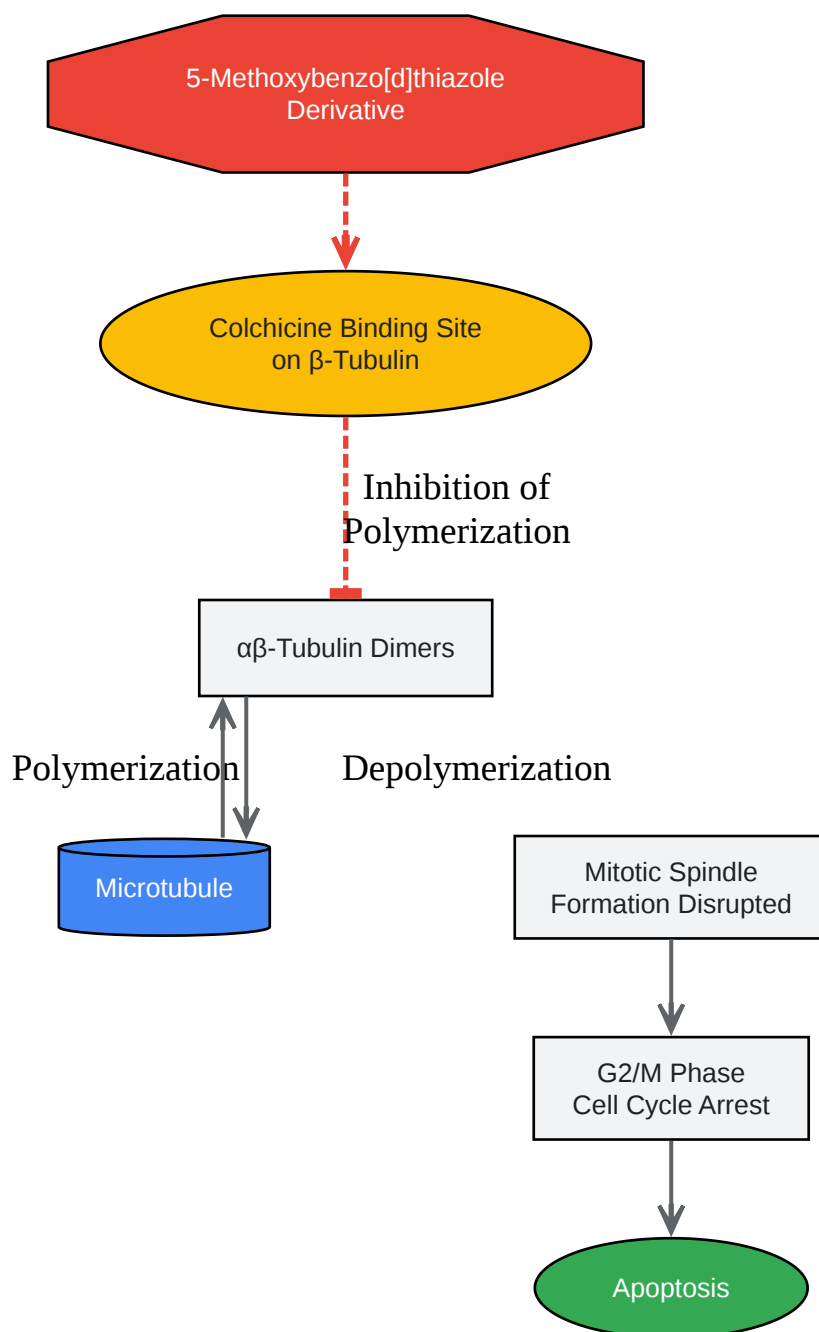 5-Methoxybenzo[d]thiazole
Derivative
Colchicine Binding Site
on β-Tubulin
Inhibition of
Polymerization
αβ-Tubulin Dimers
Polymerization
Depolymerization
Microtubule
Mitotic Spindle
Formation Disrupted
G2/M Phase
Cell Cycle Arrest
Apoptosis